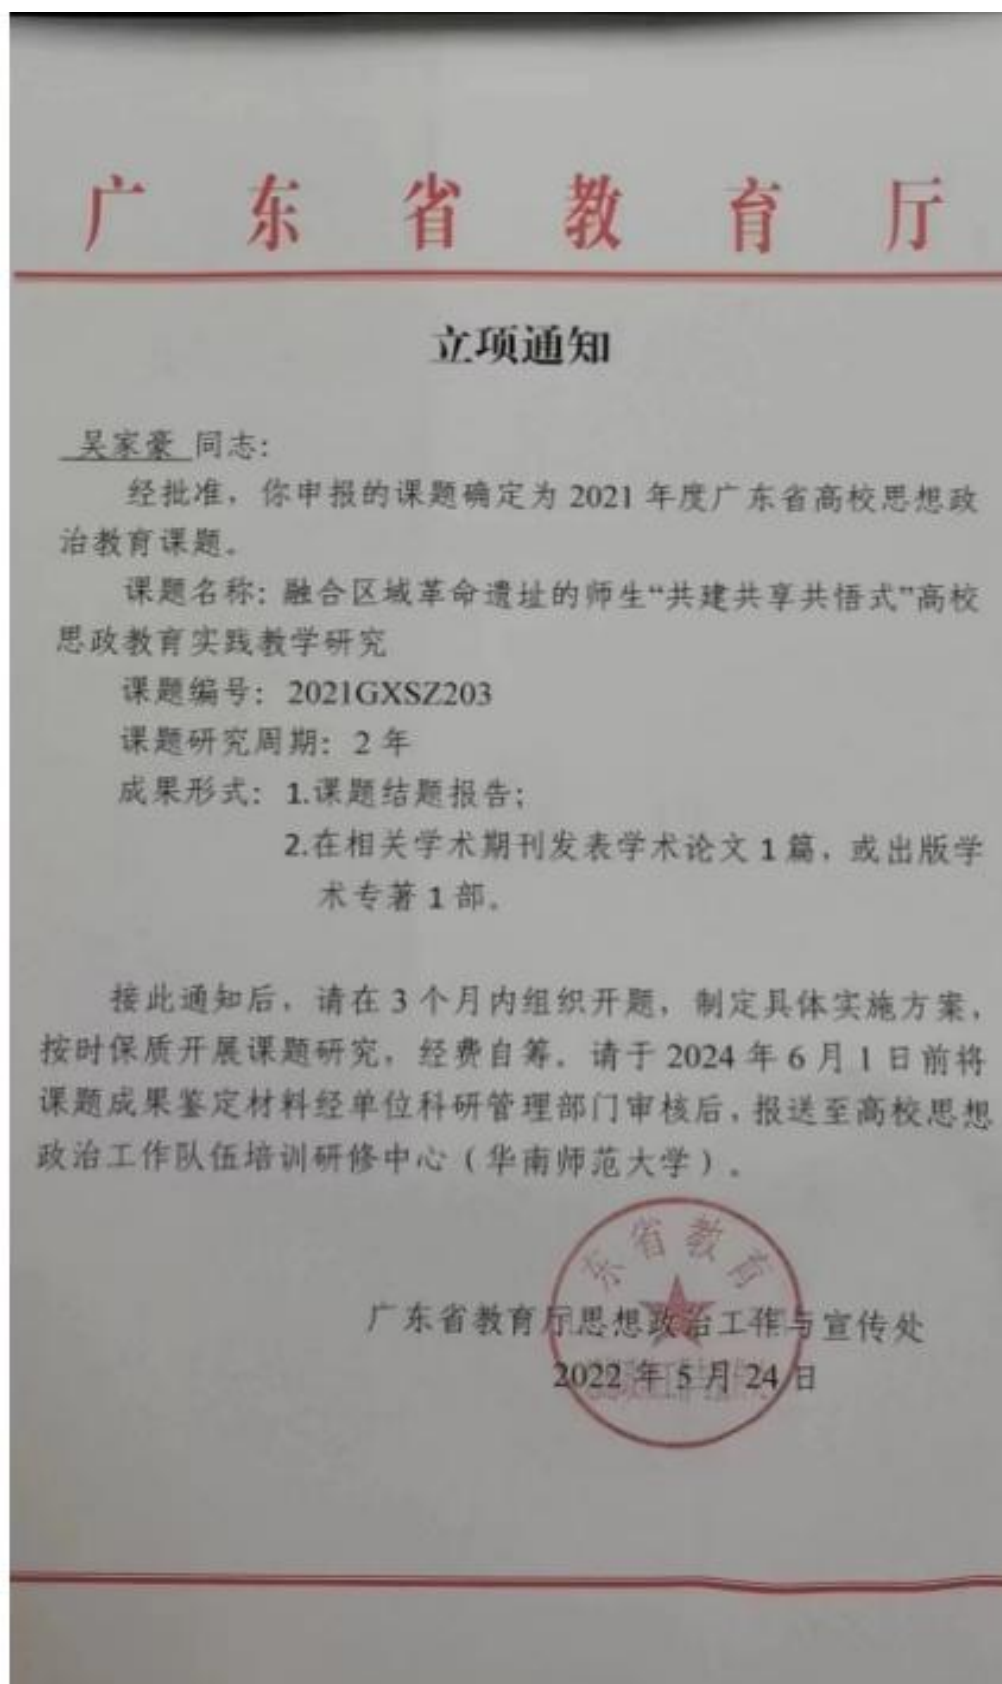 广东省教育厅
立项通知
吴家豪 同志：
经批准，你申报的课题确定为 2021 年度广东省高校思想政
治教育课题。
课题名称：融合区域革命遗址的师生“共建共享共悟式”高校
思政教育实践教学研究
课题编号：2021GXSZ203
课题研究周期：2 年
成果形式：1.课题结题报告；
2.在相关学术期刊发表学术论文 1 篇，或出版学
术专著 1 部。
接此通知后，请在 3 个月内组织开题，制定具体实施方案，
按时保质开展课题研究，经费自筹。请于 2024 年 6 月 1 日前将
课题成果鉴定材料经单位科研管理部门审核后，报送至高校思想
政治工作队伍培训研修中心（华南师范大学）。
东省教育
广东省教育厅思想政治工作与宣传处
2022 年 5 月 24 日